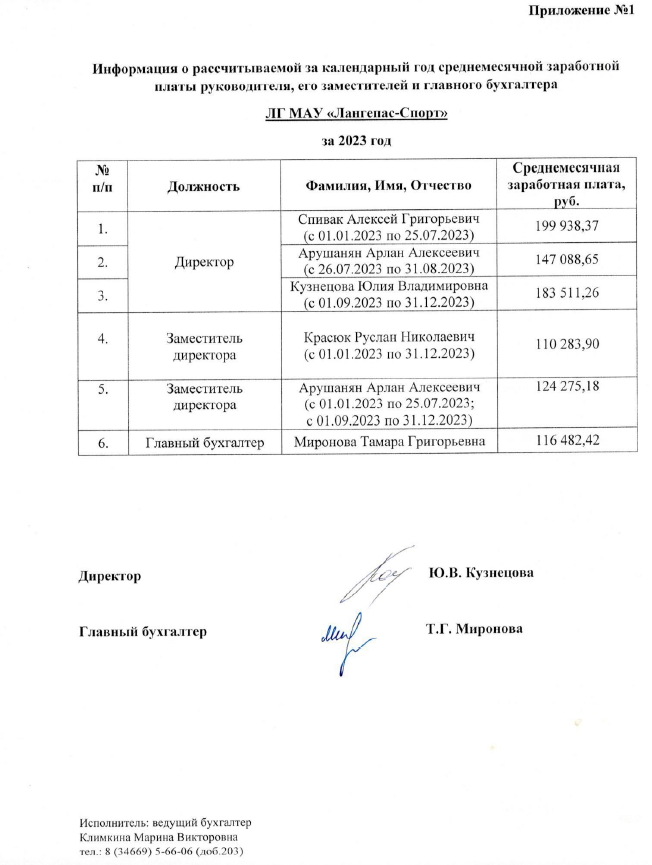 Приложение №1
Информация о рассчитываемой за календарный год среднемесячной заработной
платы руководителя, его заместителей и главного бухгалтера
ЛГ МАУ «Лангепас-Спорт»
за 2023 год
№
п/п
Должность
Фамилия, Имя, Отчество
Среднемесячная
заработная плата,
руб.
1.
Директор
Спивак Алексей Григорьевич
(с 01.01.2023 по 25.07.2023)
199 938,37
2.
Арушанян Арлан Алексеевич
(с 26.07.2023 по 31.08.2023)
147 088,65
3.
Кузнецова Юлия Владимировна
(с 01.09.2023 по 31.12.2023)
183 511,26
4.
Заместитель
директора
Красюк Руслан Николаевич
(с 01.01.2023 по 31.12.2023)
110 283,90
5.
Заместитель
директора
Арушанян Арлан Алексеевич
(с 01.01.2023 по 25.07.2023;
с 01.09.2023 по 31.12.2023)
124 275,18
6.
Главный бухгалтер
Миронова Тамара Григорьевна
116 482,42
Директор
Ю.В. Кузнецова
Главный бухгалтер
Т.Г. Миронова
Исполнитель: ведущий бухгалтер
Климкина Марина Викторовна
тел.: 8 (34669) 5-66-06 (доб.203)